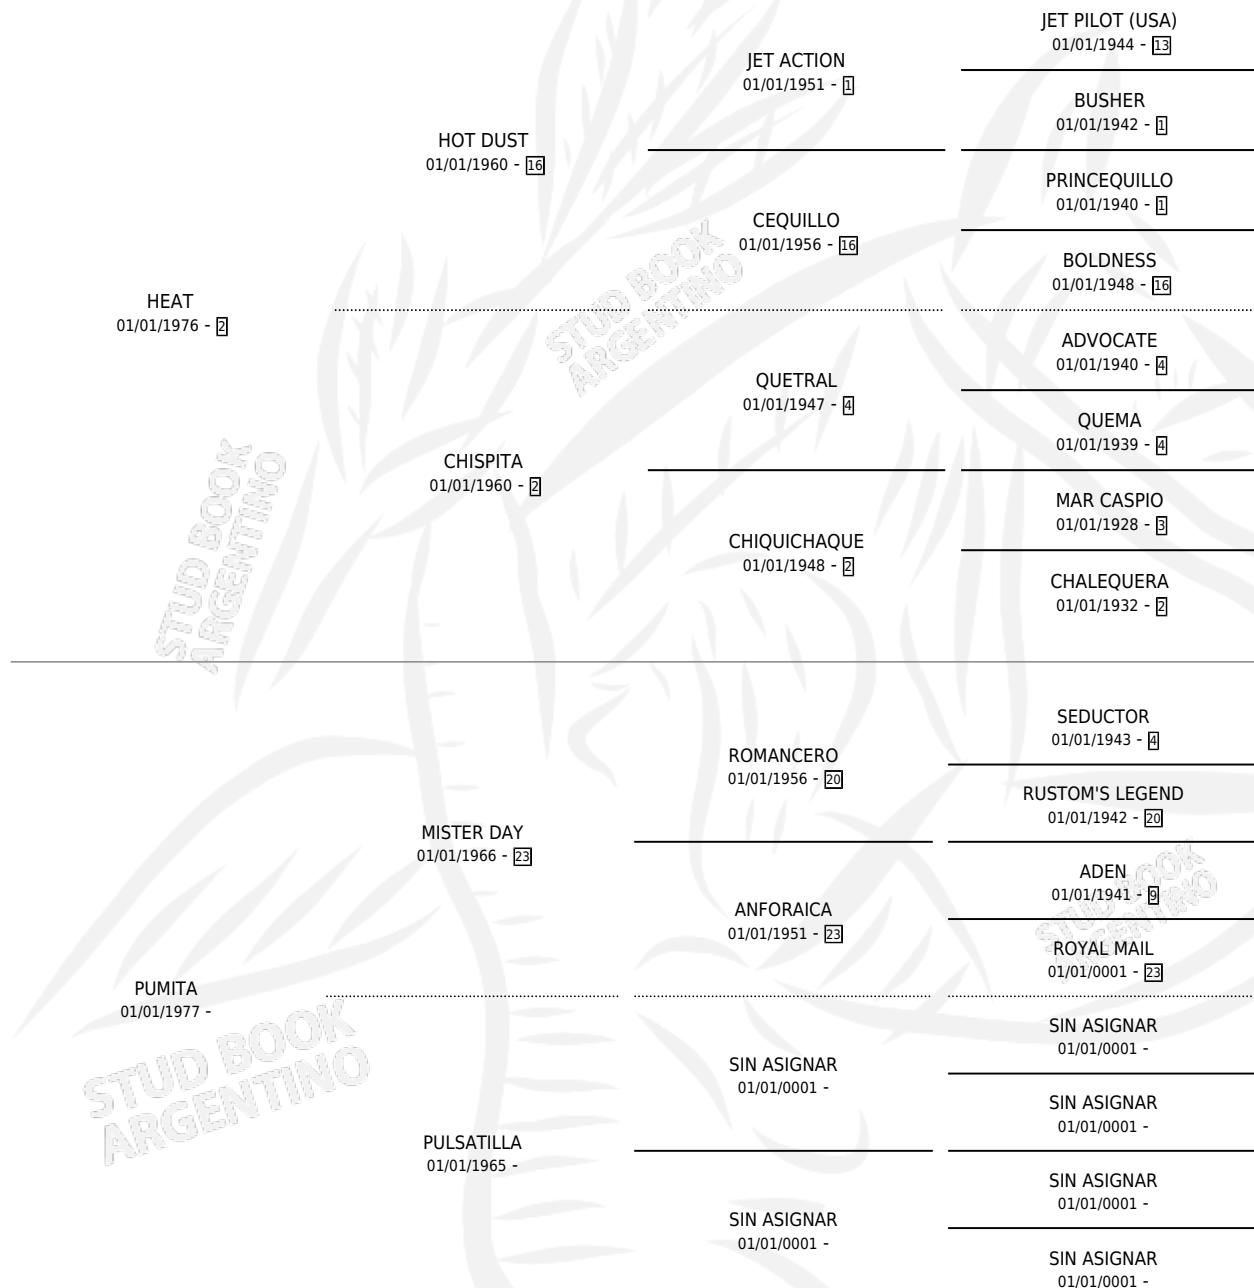 JET PILOT (USA)
01/01/1944 - 13
JET ACTION
01/01/1951 - 1
BUSHER
01/01/1942 - 1
HOT DUST
01/01/1960 - 16
PRINCEQUILLO
01/01/1940 - 1
CEQUILLO
01/01/1956 - 16
BOLDNESS
01/01/1948 - 16
HEAT
01/01/1976 - 2
ADVOCATE
01/01/1940 - 4
QUETRAL
01/01/1947 - 4
QUEMA
01/01/1939 - 4
CHISPITA
01/01/1960 - 2
MAR CASPIO
01/01/1928 - 3
CHIQUICHAQUE
01/01/1948 - 2
CHALEQUERA
01/01/1932 - 2
SEDUCTOR
01/01/1943 - 4
ROMANCERO
01/01/1956 - 20
RUSTOM'S LEGEND
01/01/1942 - 20
MISTER DAY
01/01/1966 - 23
ADEN
01/01/1941 - 9
ANFORAICA
01/01/1951 - 23
ROYAL MAIL
01/01/0001 - 23
PUMITA
01/01/1977 -
SIN ASIGNAR
01/01/0001 -
SIN ASIGNAR
01/01/0001 -
SIN ASIGNAR
01/01/0001 -
PULSATILLA
01/01/1965 -
SIN ASIGNAR
01/01/0001 -
SIN ASIGNAR
01/01/0001 -
SIN ASIGNAR
01/01/0001 -
STUD BOOK
ARGENTINO
STUD BOOK
ARGENTINO
STUD BOOK
ARGENTINO
STUD BOOK
ARGENTINO